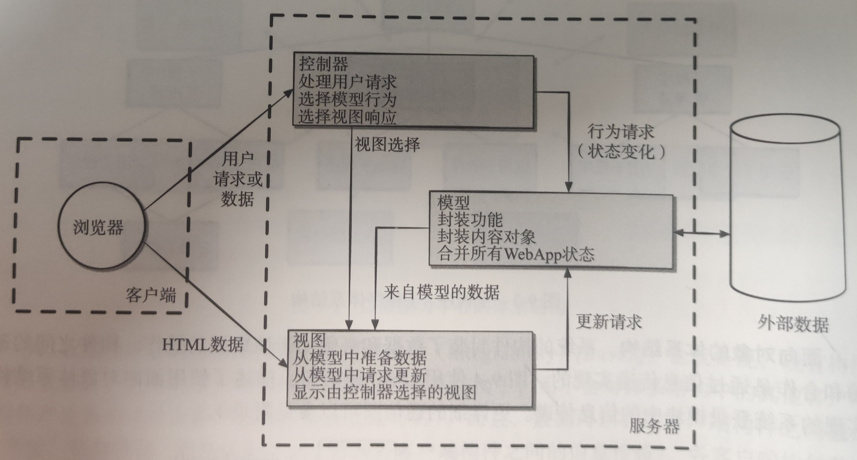 控制器
处理用户请求
选择模型行为
选择视图响应
视图选择
行为请求
（状态变化）
用户
请求或
数据
浏览器
客户端
模型
封装功能
封装内容对象
合并所有WebApp状态
来自模型的数据
更新请求
外部数据
HTML数据
视图
从模型中准备数据
从模型中请求更新
显示由控制器选择的视图
服务器